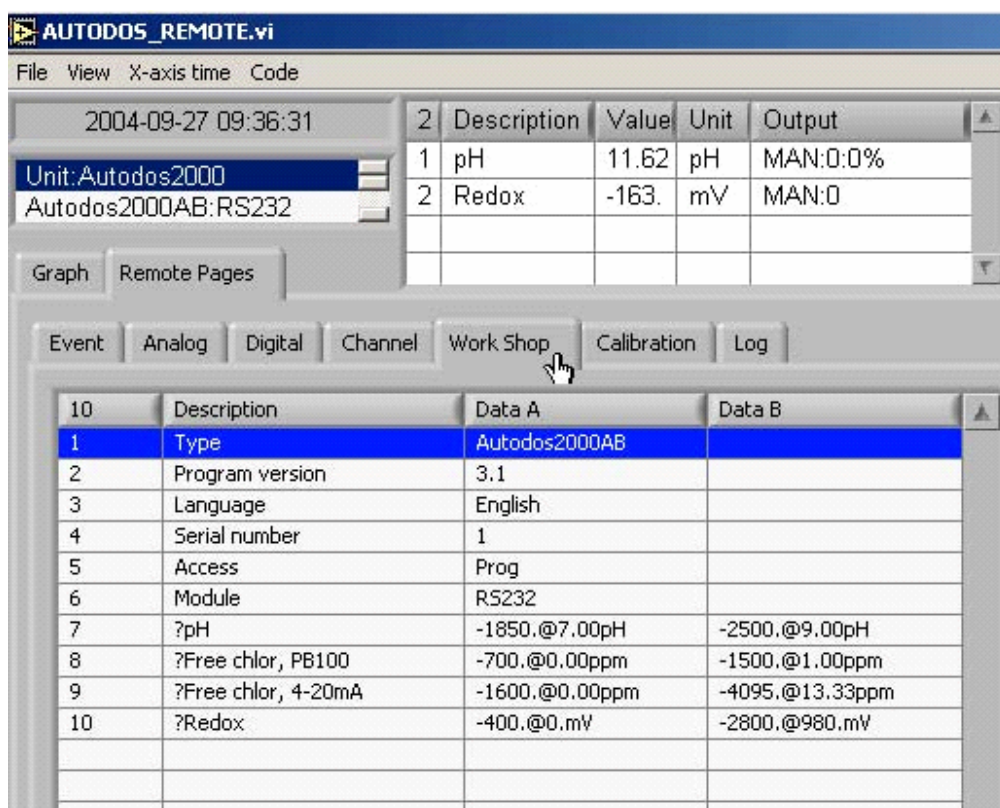 AUTODOS_REMOTE.vi
File View X-axis time Code
2004-09-27 09:36:31
Unit:Autodos2000
Autodos2000AB:RS232
2 Description Value Unit Output
1 pH 11.62 pH MAN:0:0%
2 Redox -163. mV MAN:0
Graph Remote Pages
Event Analog Digital Channel Work Shop Calibration Log
10 Description Data A Data B
1 Type Autodos2000AB
2 Program version 3.1
3 Language English
4 Serial number 1
5 Access Prog
6 Module RS232
7 ?pH -1850.@7.00pH -2500.@9.00pH
8 ?Free chlor, PB100 -700.@0.00ppm -1500.@1.00ppm
9 ?Free chlor, 4-20mA -1600.@0.00ppm -4095.@13.33ppm
10 ?Redox -400.@0.mV -2800.@980.mV